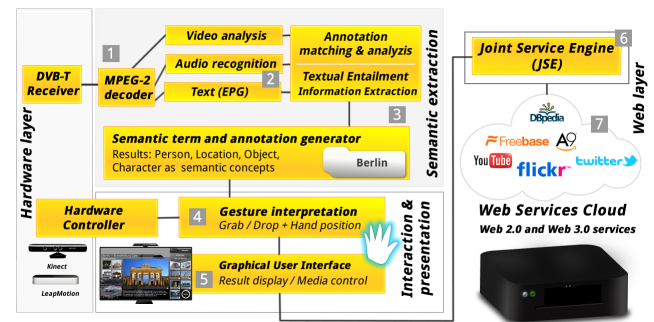 Hardware layer
DVB-T
Receiver
1
MPEG-2
decoder
Video analysis
Audio recognition
2
Text (EPG)
Annotation
matching & analyzis
Textual Entailment
Information Extraction
Semantic extraction
3
Semantic term and annotation generator
Results: Person, Location, Object,
Character as semantic concepts
Berlin
Hardware
Controller
Kinect
LeapMotion
4
Gesture interpretation
Grab / Drop + Hand position
5
Graphical User Interface
Result display / Media control
Interaction &
presentation
6
Joint Service Engine
(JSE)
Web layer
7
DBpedia
Freebase
A9
YouTube
flickr
twitter
Web Services Cloud
Web 2.0 and Web 3.0 services